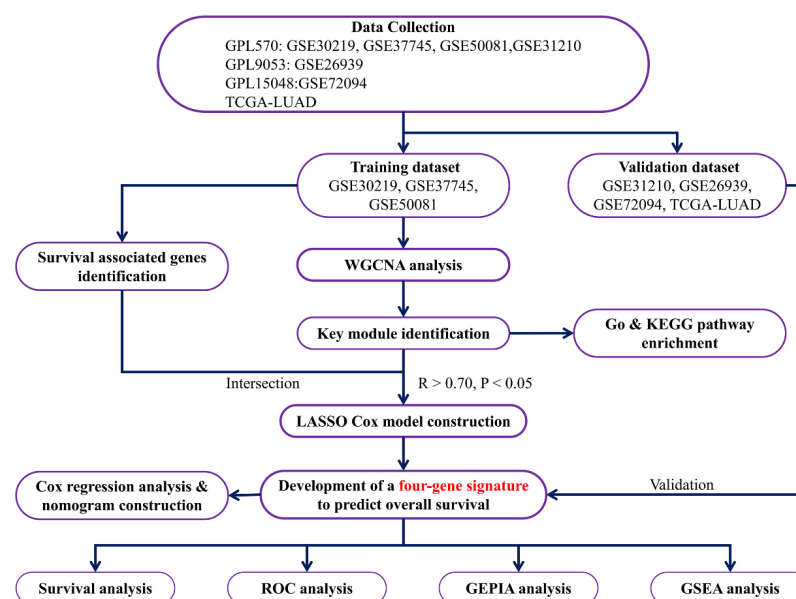 Data Collection
GPL570: GSE30219, GSE37745, GSE50081,GSE31210
GPL9053: GSE26939
GPL15048:GSE72094
TCGA-LUAD
Training dataset
GSE30219, GSE37745,
GSE50081
Validation dataset
GSE31210, GSE26939,
GSE72094, TCGA-LUAD
Survival associated genes
identification
WGCNA analysis
Key module identification
Go & KEGG pathway
enrichment
Intersection
R > 0.70, P < 0.05
LASSO Cox model construction
Cox regression analysis &
nomogram construction
Development of a four-gene signature
to predict overall survival
Validation
Survival analysis
ROC analysis
GEPIA analysis
GSEA analysis